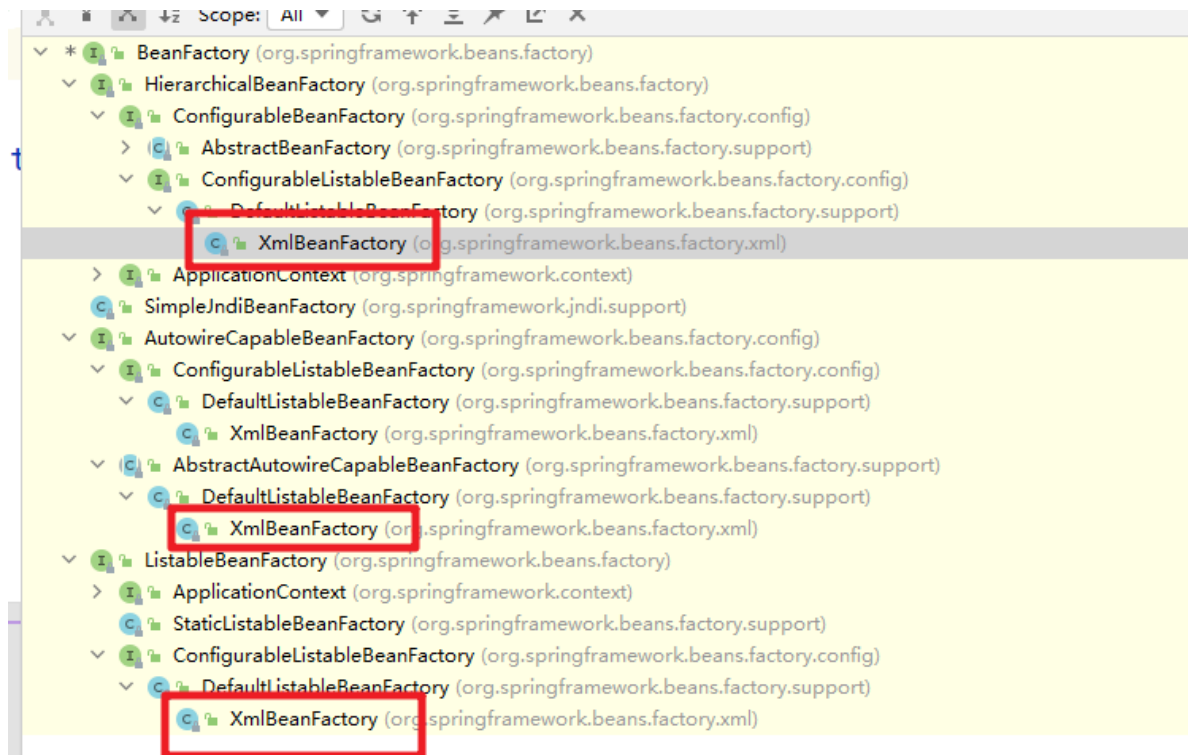 Scope: All
* BeanFactory (org.springframework.beans.factory)
HierarchicalBeanFactory (org.springframework.beans.factory)
ConfigurableBeanFactory (org.springframework.beans.factory.config)
AbstractBeanFactory (org.springframework.beans.factory.support)
t
ConfigurableListableBeanFactory (org.springframework.beans.factory.config)
DefaultListableBeanFactory (org.springframework.beans.factory.support)
XmlBeanFactory (org.springframework.beans.factory.xml)
ApplicationContext (org.springframework.context)
SimpleJndiBeanFactory (org.springframework.jndi.support)
AutowireCapableBeanFactory (org.springframework.beans.factory.config)
ConfigurableListableBeanFactory (org.springframework.beans.factory.config)
DefaultListableBeanFactory (org.springframework.beans.factory.support)
XmlBeanFactory (org.springframework.beans.factory.xml)
AbstractAutowireCapableBeanFactory (org.springframework.beans.factory.support)
DefaultListableBeanFactory (org.springframework.beans.factory.support)
XmlBeanFactory (org.springframework.beans.factory.xml)
ListableBeanFactory (org.springframework.beans.factory)
ApplicationContext (org.springframework.context)
StaticListableBeanFactory (org.springframework.beans.factory.support)
ConfigurableListableBeanFactory (org.springframework.beans.factory.config)
DefaultListableBeanFactory (org.springframework.beans.factory.support)
XmlBeanFactory (org.springframework.beans.factory.xml)